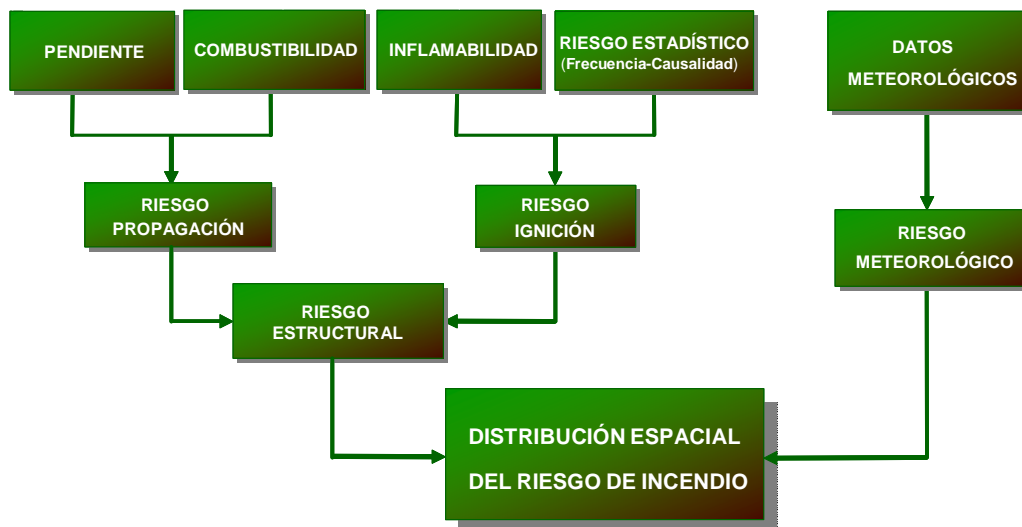 PENDIENTE
COMBUSTIBILIDAD
INFLAMABILIDAD
RIESGO ESTADÍSTICO
(Frecuencia-Causalidad)
DATOS
METEOROLÓGICOS
RIESGO
PROPAGACIÓN
RIESGO
IGNICIÓN
RIESGO
METEOROLÓGICO
RIESGO
ESTRUCTURAL
DISTRIBUCIÓN ESPACIAL
DEL RIESGO DE INCENDIO